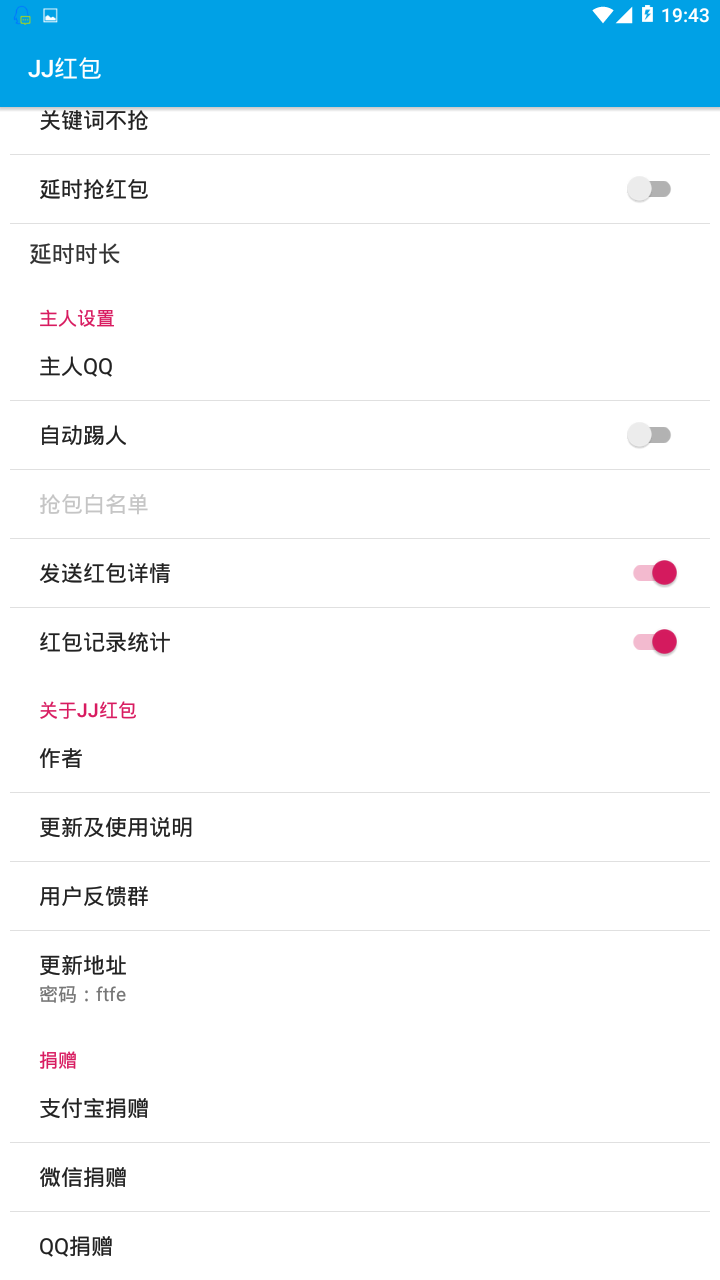 19:43
JJ红包
关键词不抢
延时抢红包
延时时长
主人设置
主人QQ
自动踢人
抢包白名单
发送红包详情
红包记录统计
关于JJ红包
作者
更新及使用说明
用户反馈群
更新地址
密码：ftfe
捐赠
支付宝捐赠
微信捐赠
QQ捐赠